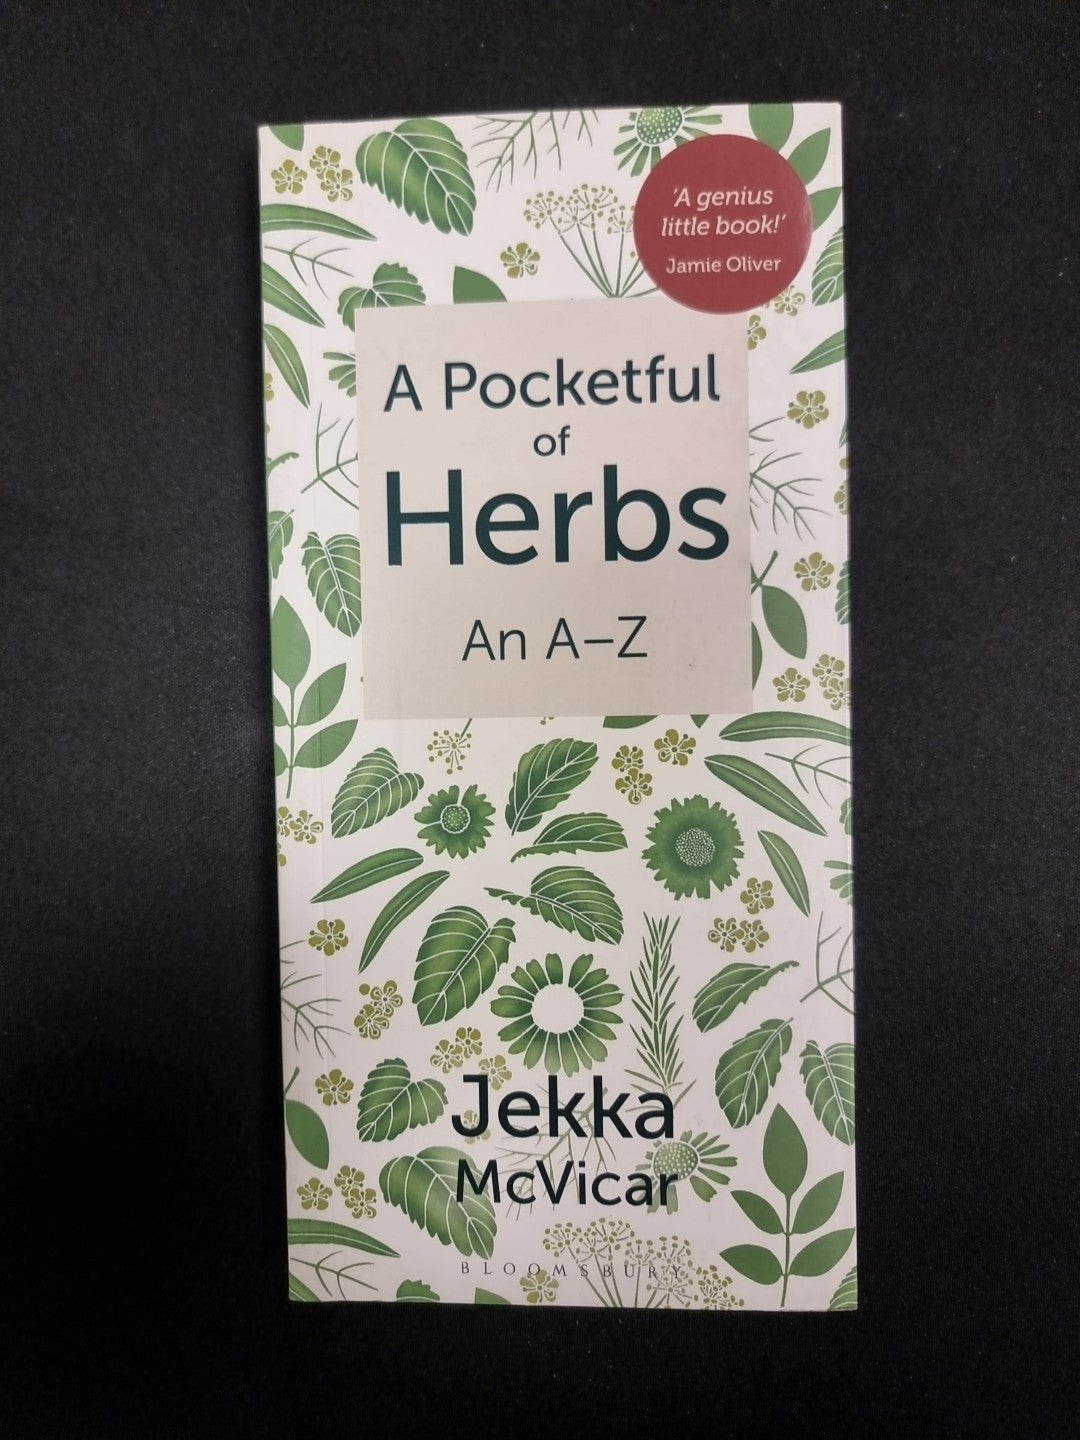 ‘A genius
little book!’
Jamie Oliver
A Pocketful
of
Herbs
An A–Z
Jekka
McVicar
BLOOMSBURY